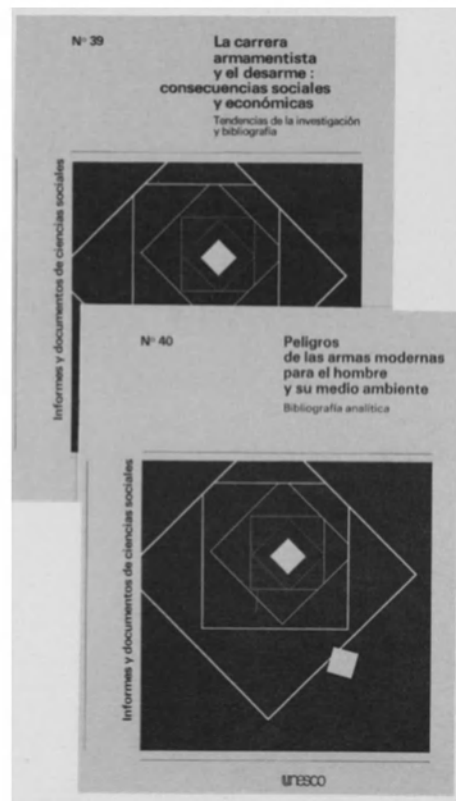 Nº 39
La carrera
armamentista
y el desarme :
consecuencias sociales
y económicas
Tendencias de la investigación
y bibliografía
Informes y documentos de ciencias sociales
Nº 40
Peligros
de las armas modernas
para el hombre
y su medio ambiente
Bibliografía analítica
Informes y documentos de ciencias sociales
unesco